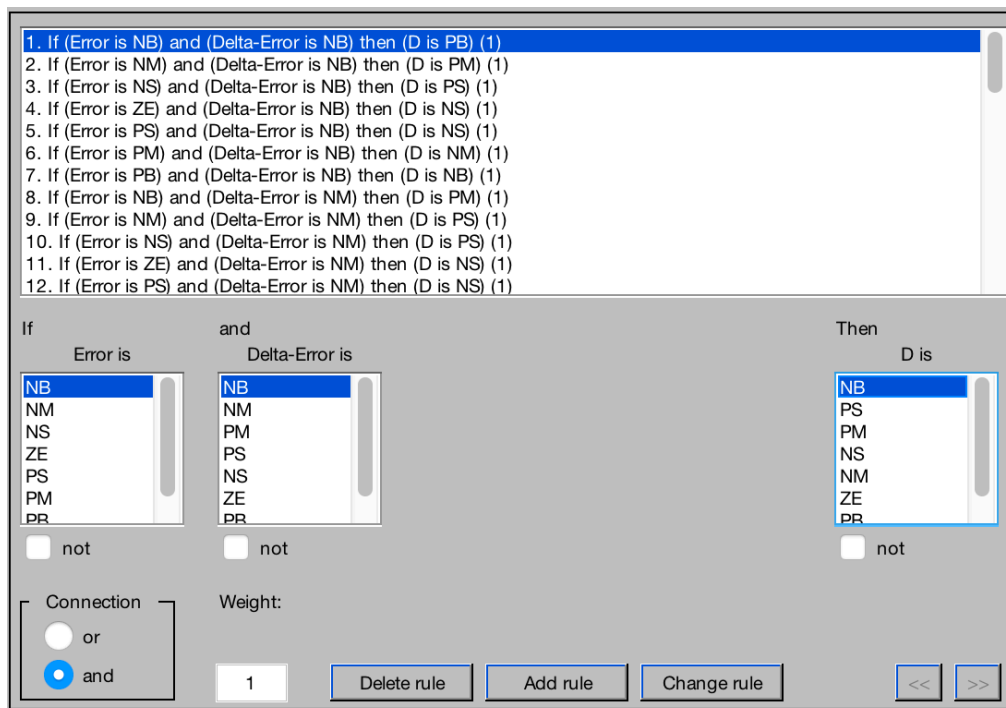 1. If (Error is NB) and (Delta-Error is NB) then (D is PB) (1)
2. If (Error is NM) and (Delta-Error is NB) then (D is PM) (1)
3. If (Error is NS) and (Delta-Error is NB) then (D is PS) (1)
4. If (Error is ZE) and (Delta-Error is NB) then (D is NS) (1)
5. If (Error is PS) and (Delta-Error is NB) then (D is NS) (1)
6. If (Error is PM) and (Delta-Error is NB) then (D is NM) (1)
7. If (Error is PB) and (Delta-Error is NB) then (D is NB) (1)
8. If (Error is NB) and (Delta-Error is NM) then (D is PM) (1)
9. If (Error is NM) and (Delta-Error is NM) then (D is PS) (1)
10. If (Error is NS) and (Delta-Error is NM) then (D is PS) (1)
11. If (Error is ZE) and (Delta-Error is NM) then (D is NS) (1)
12. If (Error is PS) and (Delta-Error is NM) then (D is NS) (1)
If
Error is
NB
NM
NS
ZE
PS
PM
PB
not
and
Delta-Error is
NB
NM
PM
PS
NS
ZE
PB
not
Then
D is
NB
PS
PM
NS
NM
ZE
PB
not
Connection
or
and
Weight:
1
Delete rule
Add rule
Change rule
<<
>>